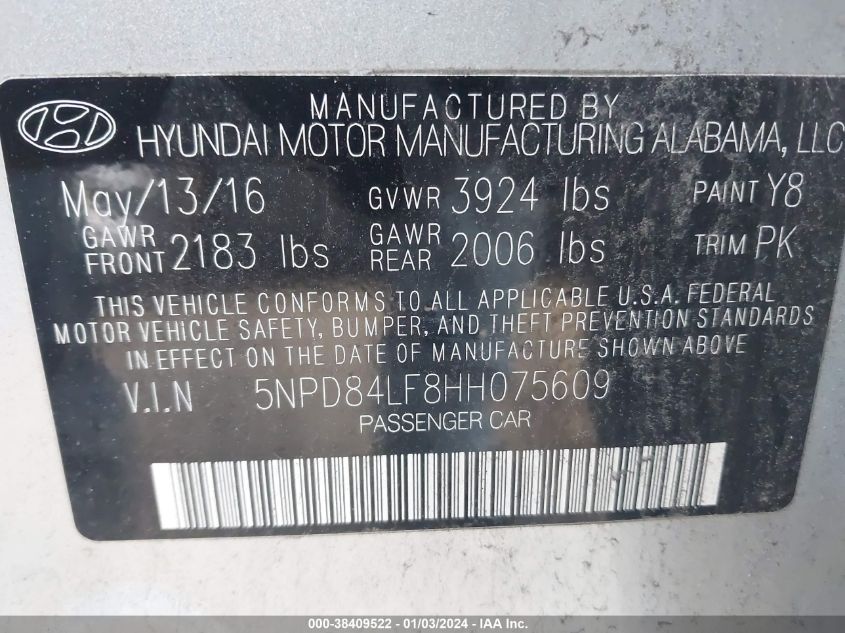 MANUFACTURED BY
HYUNDAI MOTOR MANUFACTURING ALABAMA, LLC
May/13/16 GVWR 3924 lbs PAINT Y8
GAWR FRONT 2183 lbs GAWR REAR 2006 lbs TRIM PK
THIS VEHICLE CONFORMS TO ALL APPLICABLE U.S.A. FEDERAL
MOTOR VEHICLE SAFETY, BUMPER, AND THEFT PREVENTION STANDARDS
IN EFFECT ON THE DATE OF MANUFACTURE SHOWN ABOVE
V.I.N 5NPD84LF8HH075609
PASSENGER CAR
000-38409522 - 01/03/2024 - IAA Inc.